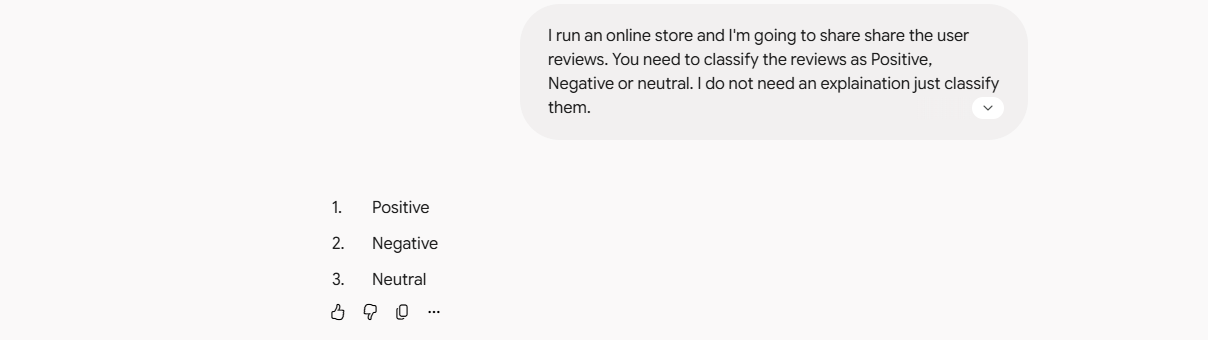 I run an online store and I'm going to share share the user
reviews. You need to classify the reviews as Positive,
Negative or neutral. I do not need an explaination just classify
them.
1. Positive
2. Negative
3. Neutral